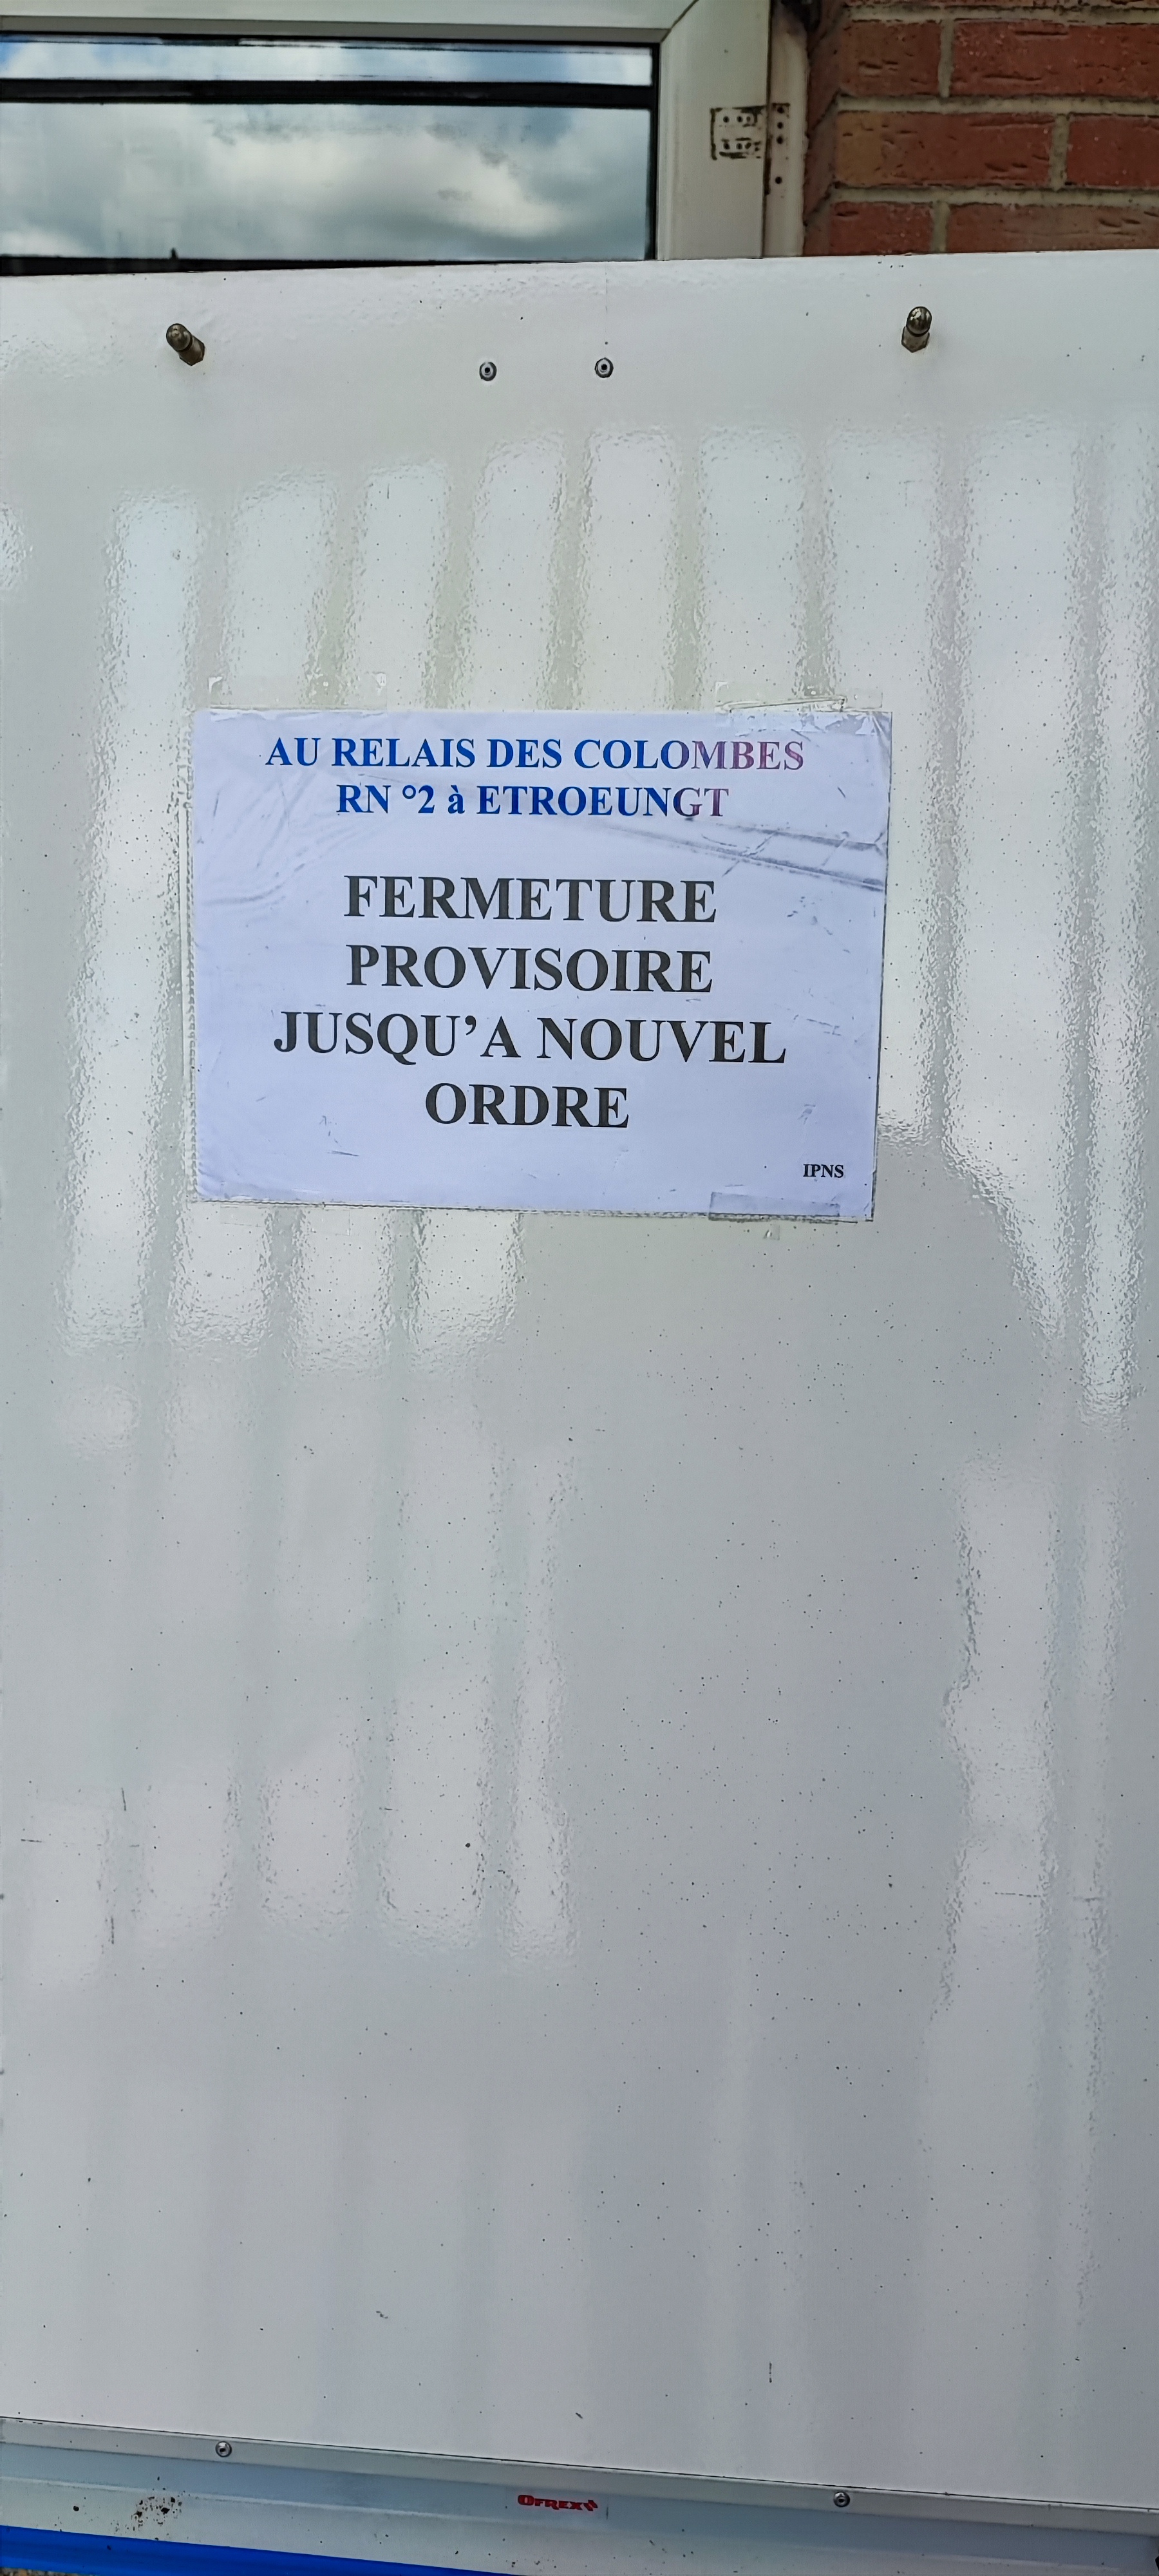 AU RELAIS DES COLOMBES
RN °2 à ETROEUNGT
FERMETURE
PROVISOIRE
JUSQU’A NOUVEL
ORDRE
IPNS
OFREX